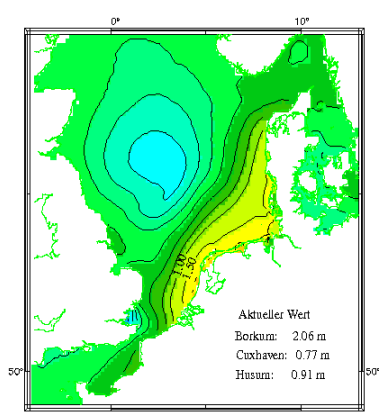 0° 10°
1.00
1.50
Aktueller Wert
Borkum: 2.06 m
Cuxhaven: 0.77 m
Husum: 0.91 m
50° 50°